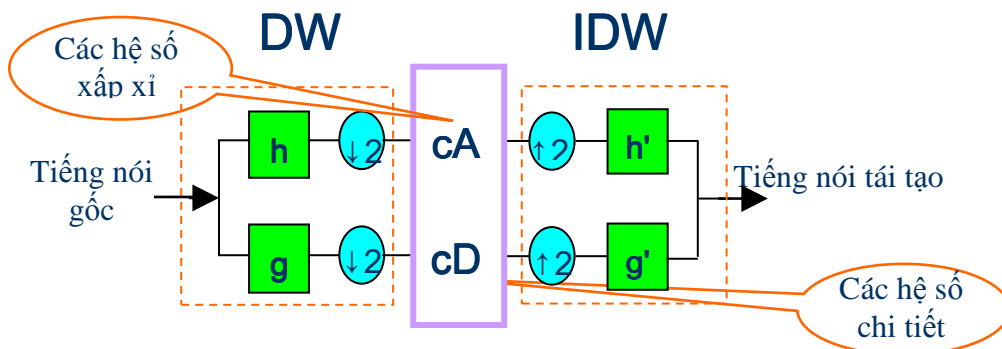 DW
IDW
Các hệ số
xấp xỉ
h
↓2
cA
↑2
h'
Tiếng nói
gốc
Tiếng nói tái tạo
g
↓2
cD
↑2
g'
Các hệ số
chi tiết